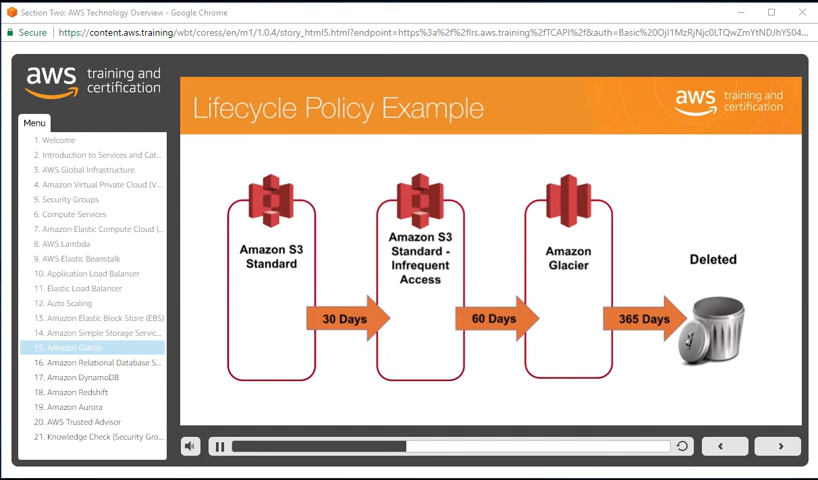 Section Two: AWS Technology Overview - Google Chrome
Secure
https://content.aws.training/wbt/coress/en/m1/1.0.4/story_html5.html?endpoint=https%3a%2f%2flrs.aws.training%2fTCAPI%2f&auth=Basic%20OjI1MzRjNjc0LTQwZmYtNDJhYS04...
aws training and
certification
Menu
1. Welcome
2. Introduction to Services and Cat...
3. AWS Global Infrastructure
4. Amazon Virtual Private Cloud (V...
5. Security Groups
6. Compute Services
7. Amazon Elastic Compute Cloud (...
8. AWS Lambda
9. AWS Elastic Beanstalk
10. Application Load Balancer
11. Elastic Load Balancer
12. Auto Scaling
13. Amazon Elastic Block Store (EBS)
14. Amazon Simple Storage Servic...
15. Amazon Glacier
16. Amazon Relational Database S...
17. Amazon DynamoDB
18. Amazon Redshift
19. Amazon Aurora
20. AWS Trusted Advisor
21. Knowledge Check (Security Gro...
Lifecycle Policy Example
aws training and
certification
Amazon S3
Standard
Amazon S3
Standard -
Infrequent
Access
Amazon
Glacier
Deleted
30 Days
60 Days
365 Days